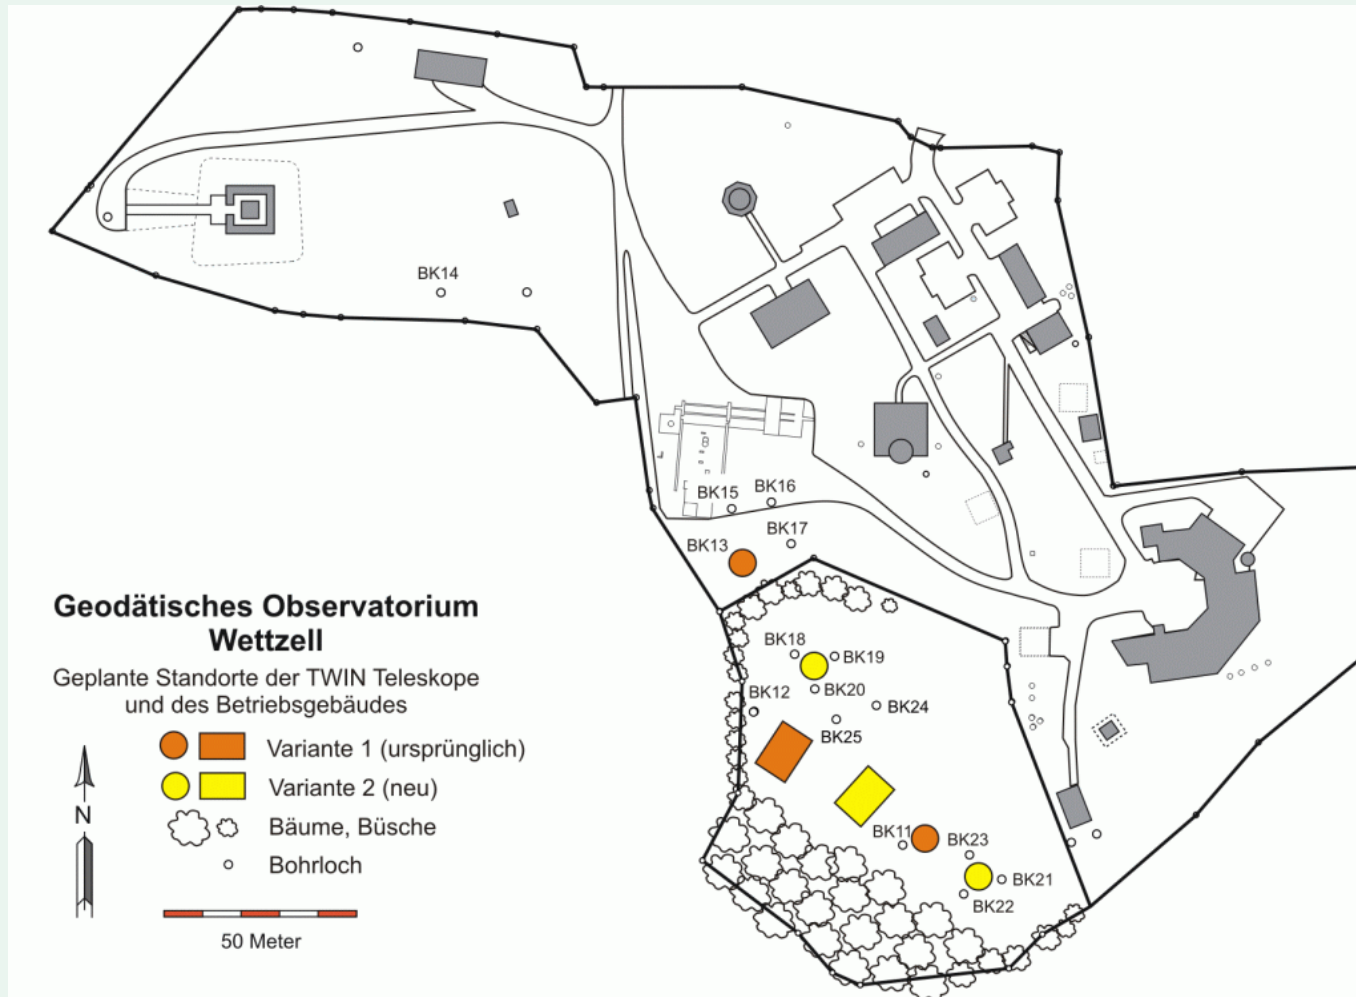 BK14
BK15
BK16
BK17
BK13
Geodätisches Observatorium
Wettzell
Geplante Standorte der TWIN Teleskope
und des Betriebsgebäudes
Variante 1 (ursprünglich)
Variante 2 (neu)
Bäume, Büsche
Bohrloch
N
50 Meter
BK18
BK19
BK20
BK12
BK24
BK25
BK11
BK23
BK21
BK22